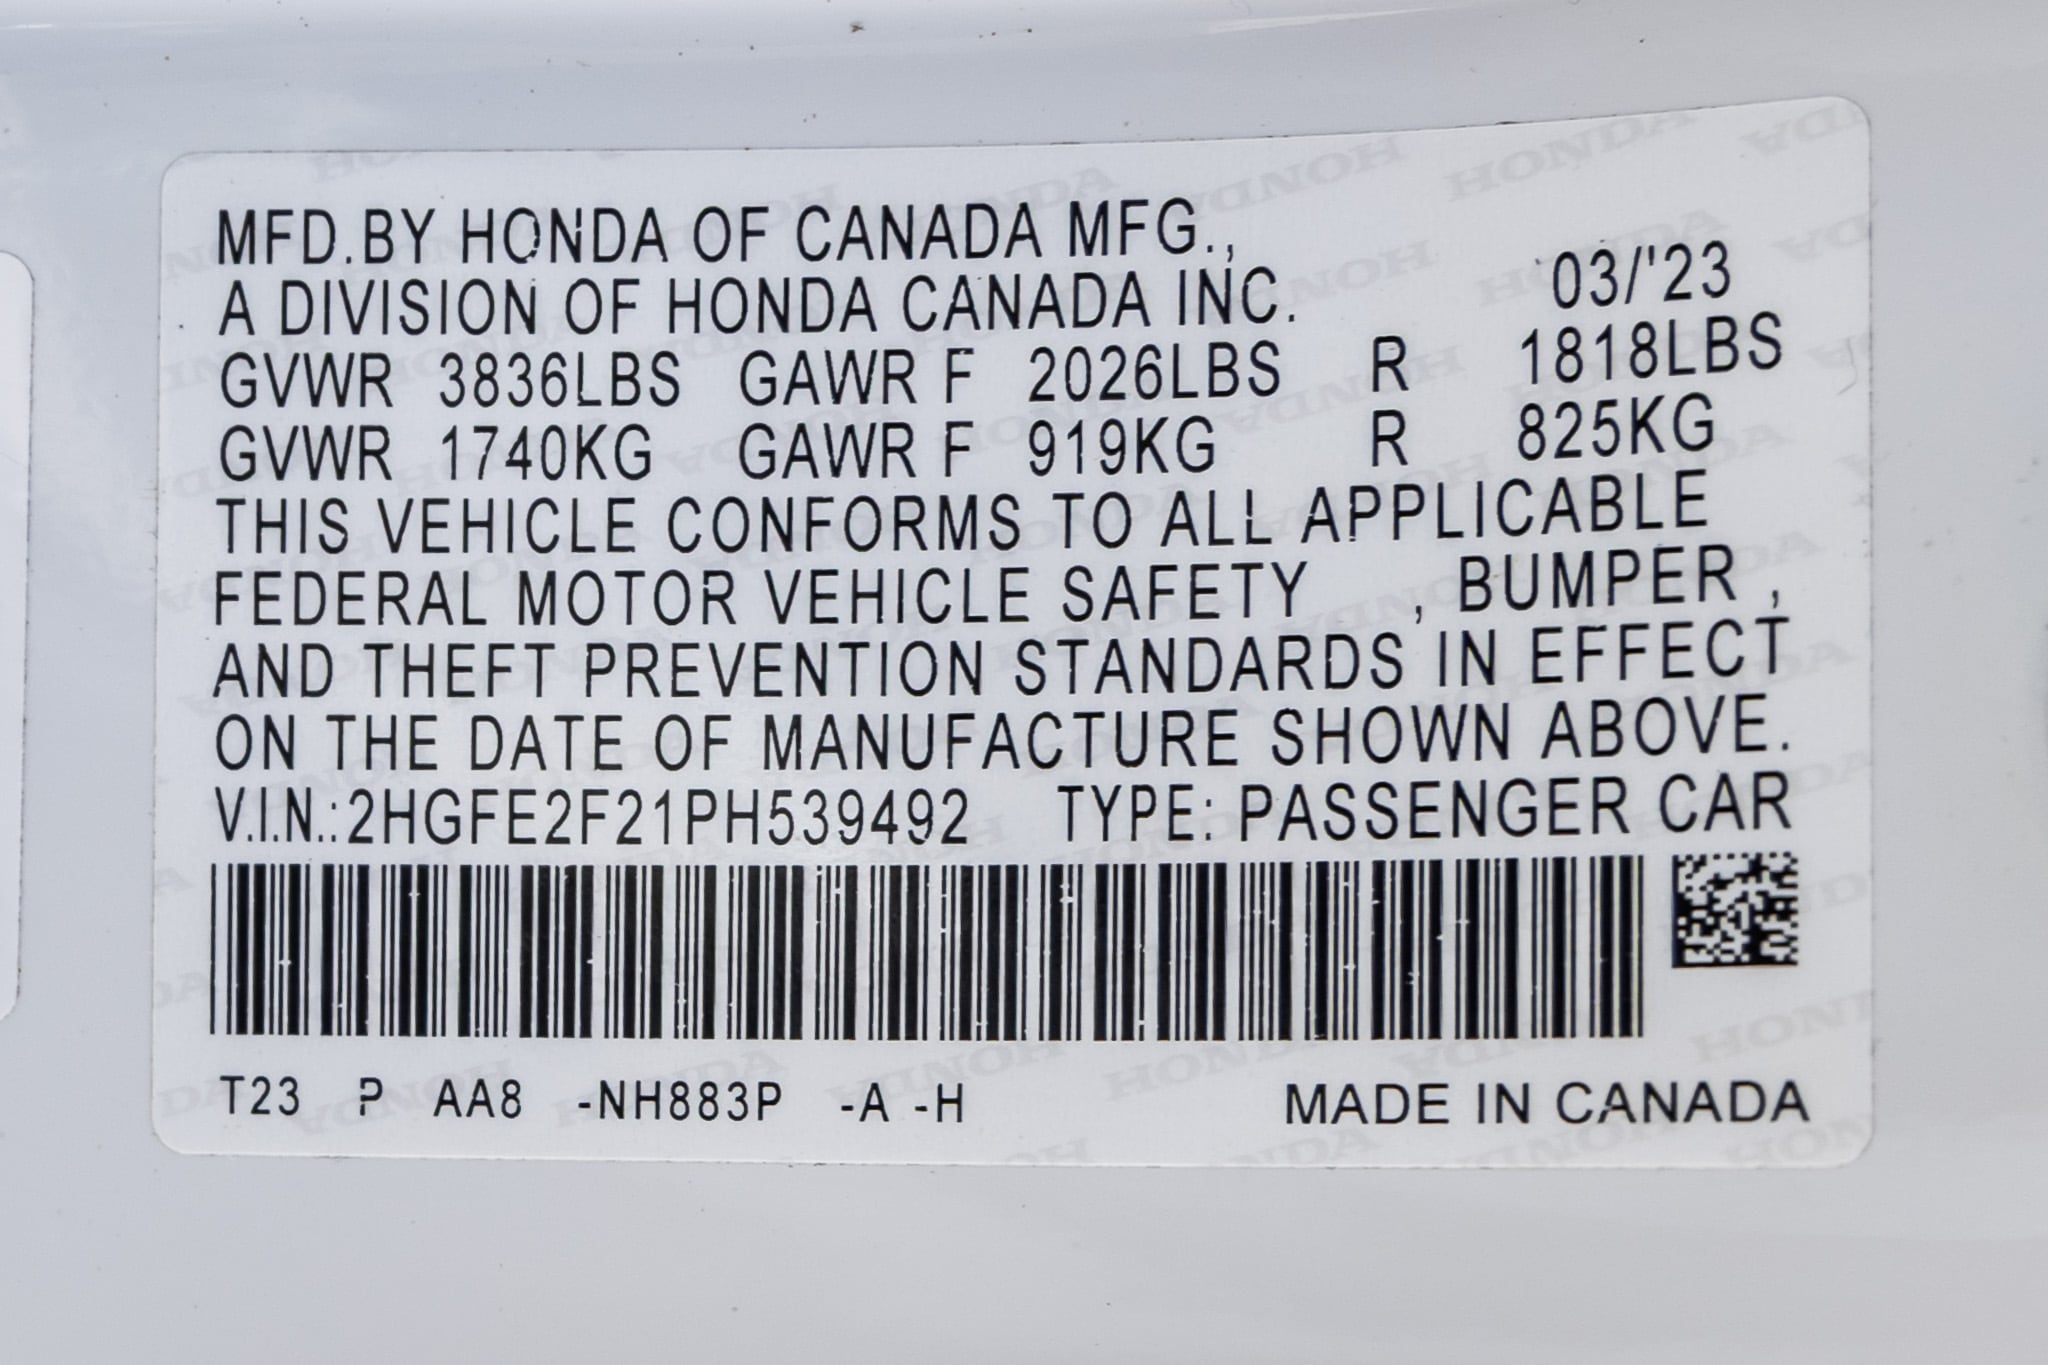 MFD.BY HONDA OF CANADA MFG.,
A DIVISION OF HONDA CANADA INC. 03/'23
GVWR 3836LBS GAWR F 2026LBS R 1818LBS
GVWR 1740KG GAWR F 919KG R 825KG
THIS VEHICLE CONFORMS TO ALL APPLICABLE
FEDERAL MOTOR VEHICLE SAFETY , BUMPER ,
AND THEFT PREVENTION STANDARDS IN EFFECT
ON THE DATE OF MANUFACTURE SHOWN ABOVE.
V.I.N.:2HGFE2F21PH539492 TYPE: PASSENGER CAR
T23 P AA8 -NH883P -A -H MADE IN CANADA